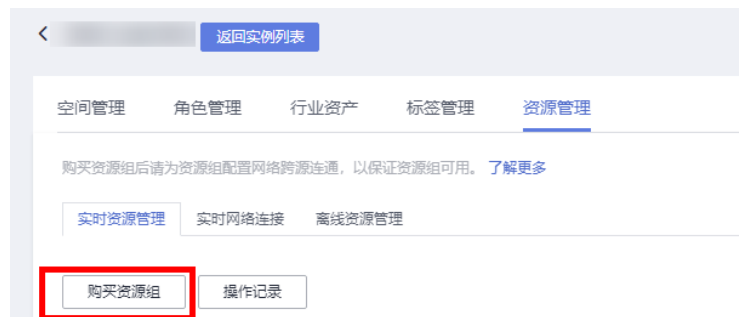 返回实例列表
空间管理 角色管理 行业资产 标签管理 资源管理
购买资源组后请为资源组配置网络跨源连通，以保证资源组可用。 了解更多
实时资源管理 实时网络连接 离线资源管理
购买资源组 操作记录